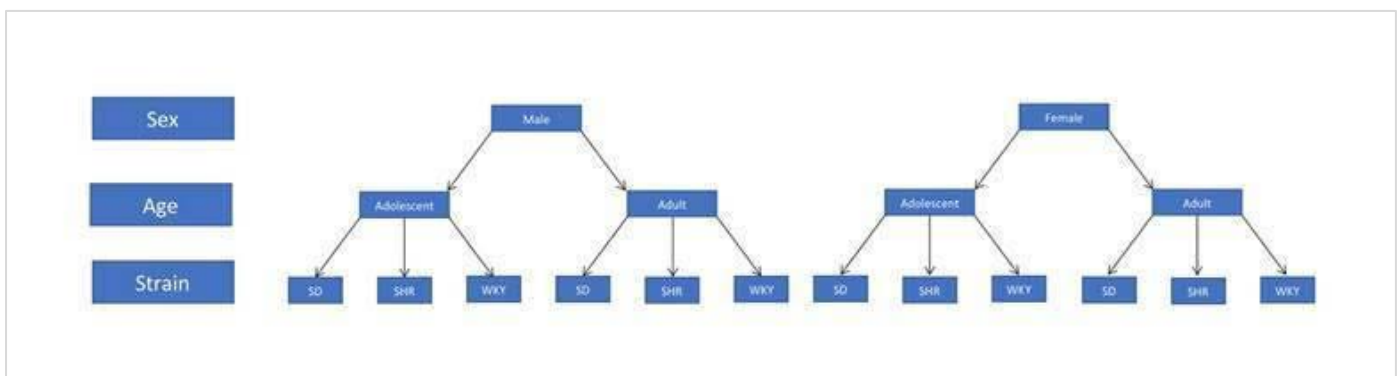 Sex
Male
Female
Age
Adolescent
Adult
Adolescent
Adult
Strain
SD
SHR
WKY
SD
SHR
WKY
SD
SHR
WKY
SD
SHR
WKY